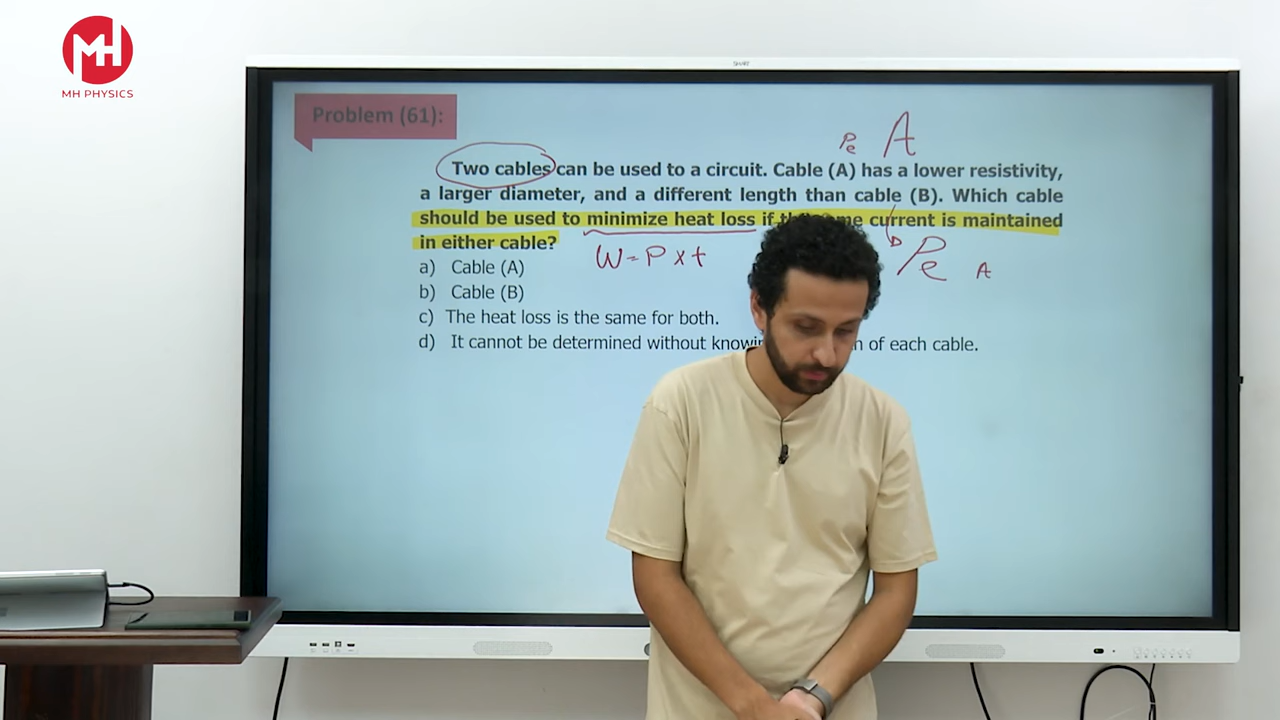 MH
MH PHYSICS
SMART
Problem (61):
ρe A
Two cables can be used to a circuit. Cable (A) has a lower resistivity,
a larger diameter, and a different length than cable (B). Which cable
should be used to minimize heat loss if current is maintained
in either cable?
W = P x t
ρe A
a) Cable (A)
b) Cable (B)
c) The heat loss is the same for both.
d) It cannot be determined without of each cable.